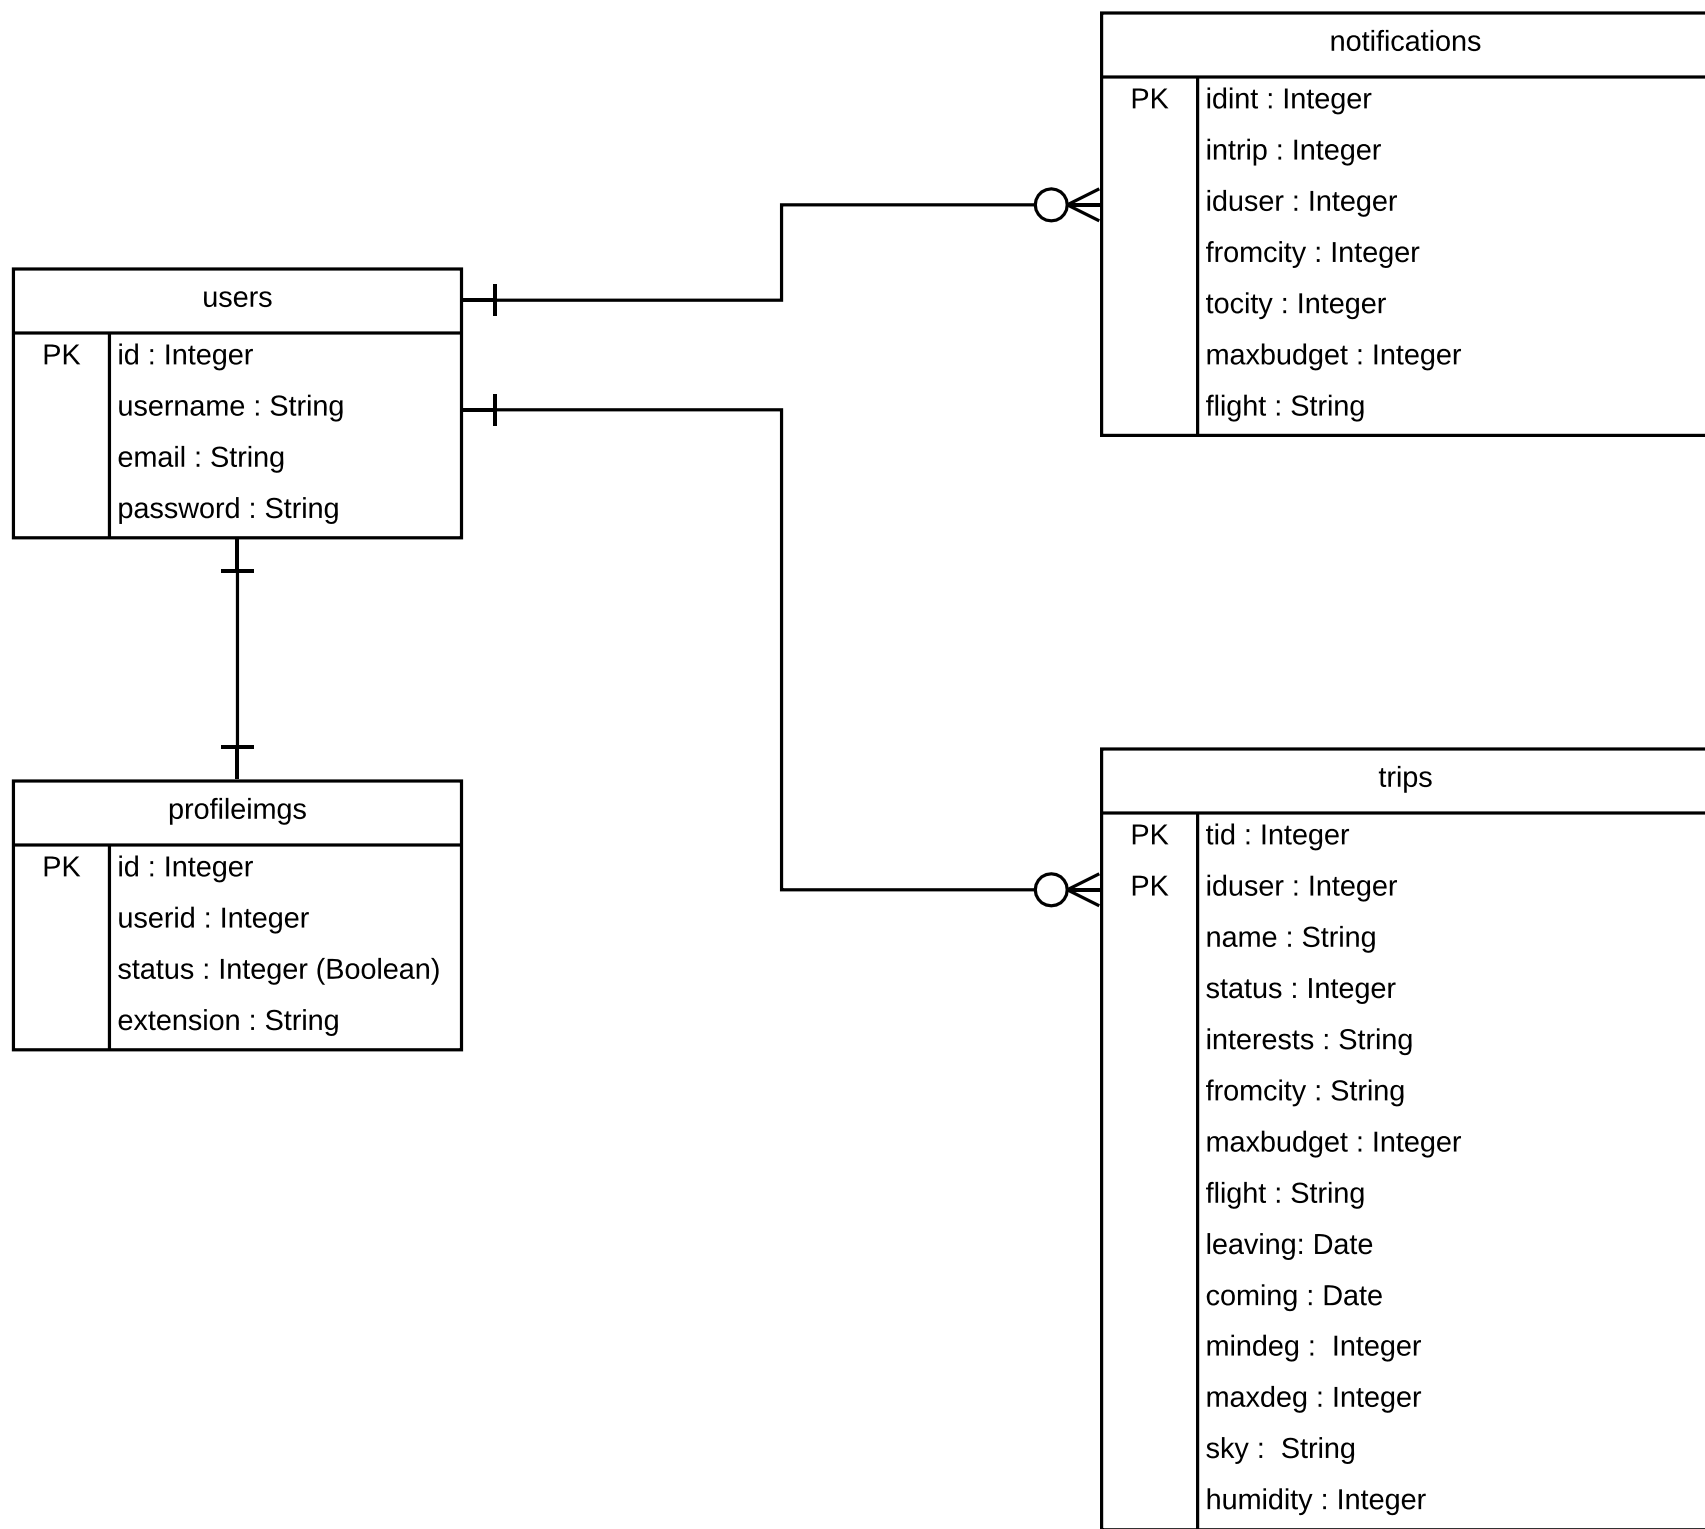 notifications
PK idint : Integer
intrip : Integer
iduser : Integer
fromcity : Integer
tocity : Integer
maxbudget : Integer
flight : String
users
PK id : Integer
username : String
email : String
password : String
profileimgs
PK id : Integer
userid : Integer
status : Integer (Boolean)
extension : String
trips
PK tid : Integer
PK iduser : Integer
name : String
status : Integer
interests : String
fromcity : String
maxbudget : Integer
flight : String
leaving: Date
coming : Date
mindeg :  Integer
maxdeg : Integer
sky :  String
humidity : Integer